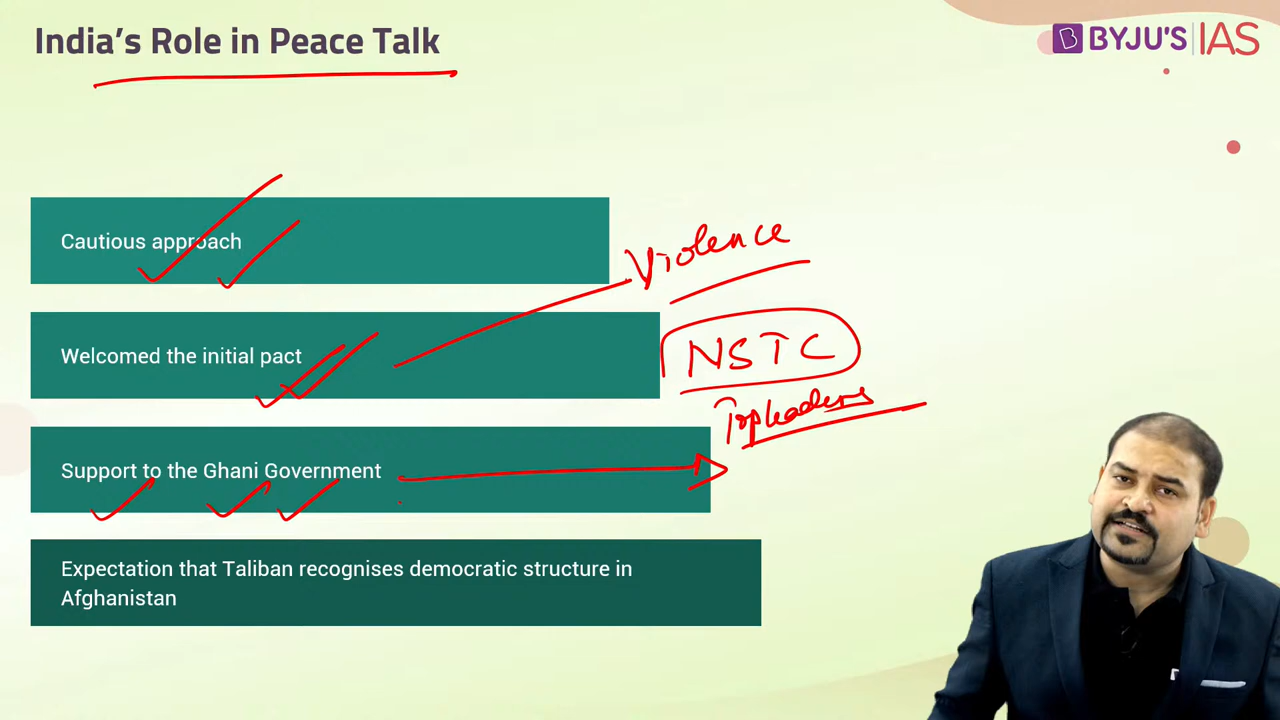 India's Role in Peace Talk
BYJU'S IAS
Cautious approach
Violence
Welcomed the initial pact
NSTC
Top leaders
Support to the Ghani Government
Expectation that Taliban recognises democratic structure in
Afghanistan